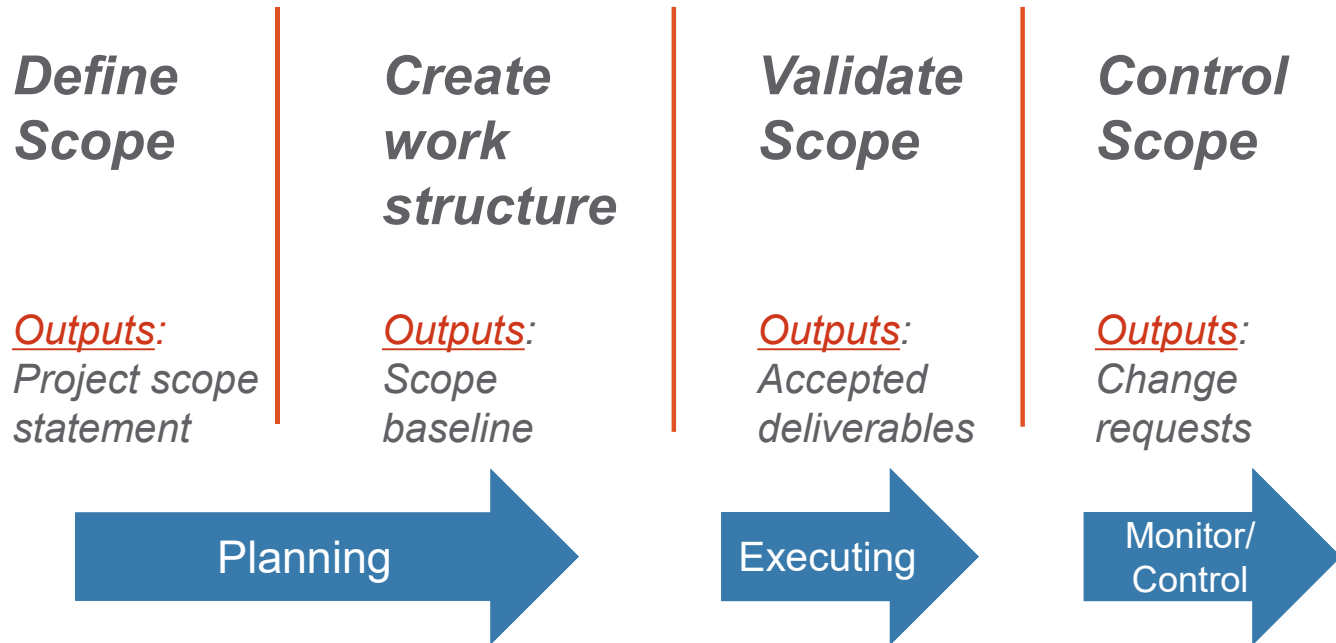 Define
Scope
Create
work
structure
Validate
Scope
Control
Scope
Outputs:
Project scope
statement
Outputs:
Scope
baseline
Outputs:
Accepted
deliverables
Outputs:
Change
requests
Planning
Executing
Monitor/
Control